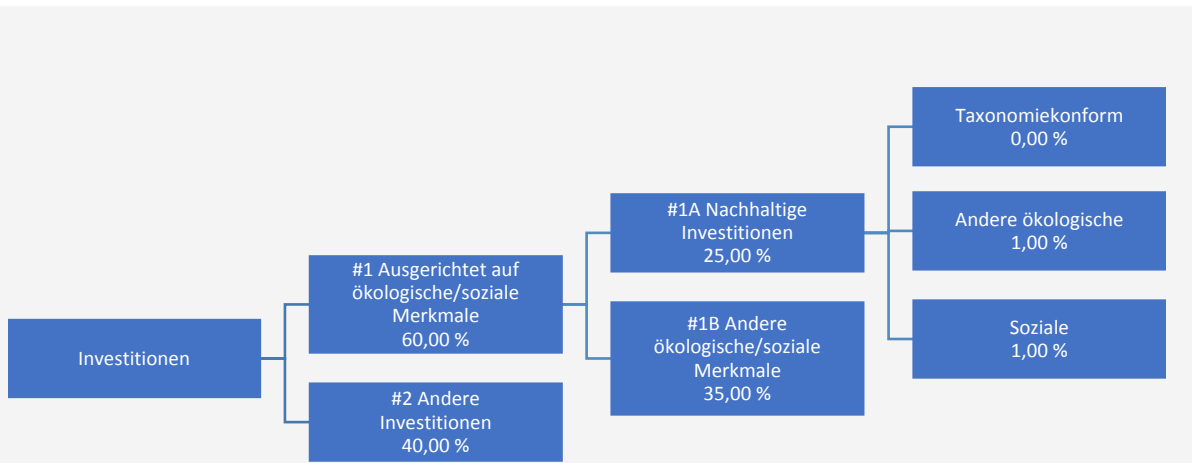 Investitionen
#1 Ausgerichtet auf
ökologische/soziale
Merkmale
60,00 %
#2 Andere
Investitionen
40,00 %
#1A Nachhaltige
Investitionen
25,00 %
#1B Andere
ökologische/soziale
Merkmale
35,00 %
Taxonomiekonform
0,00 %
Andere ökologische
1,00 %
Soziale
1,00 %